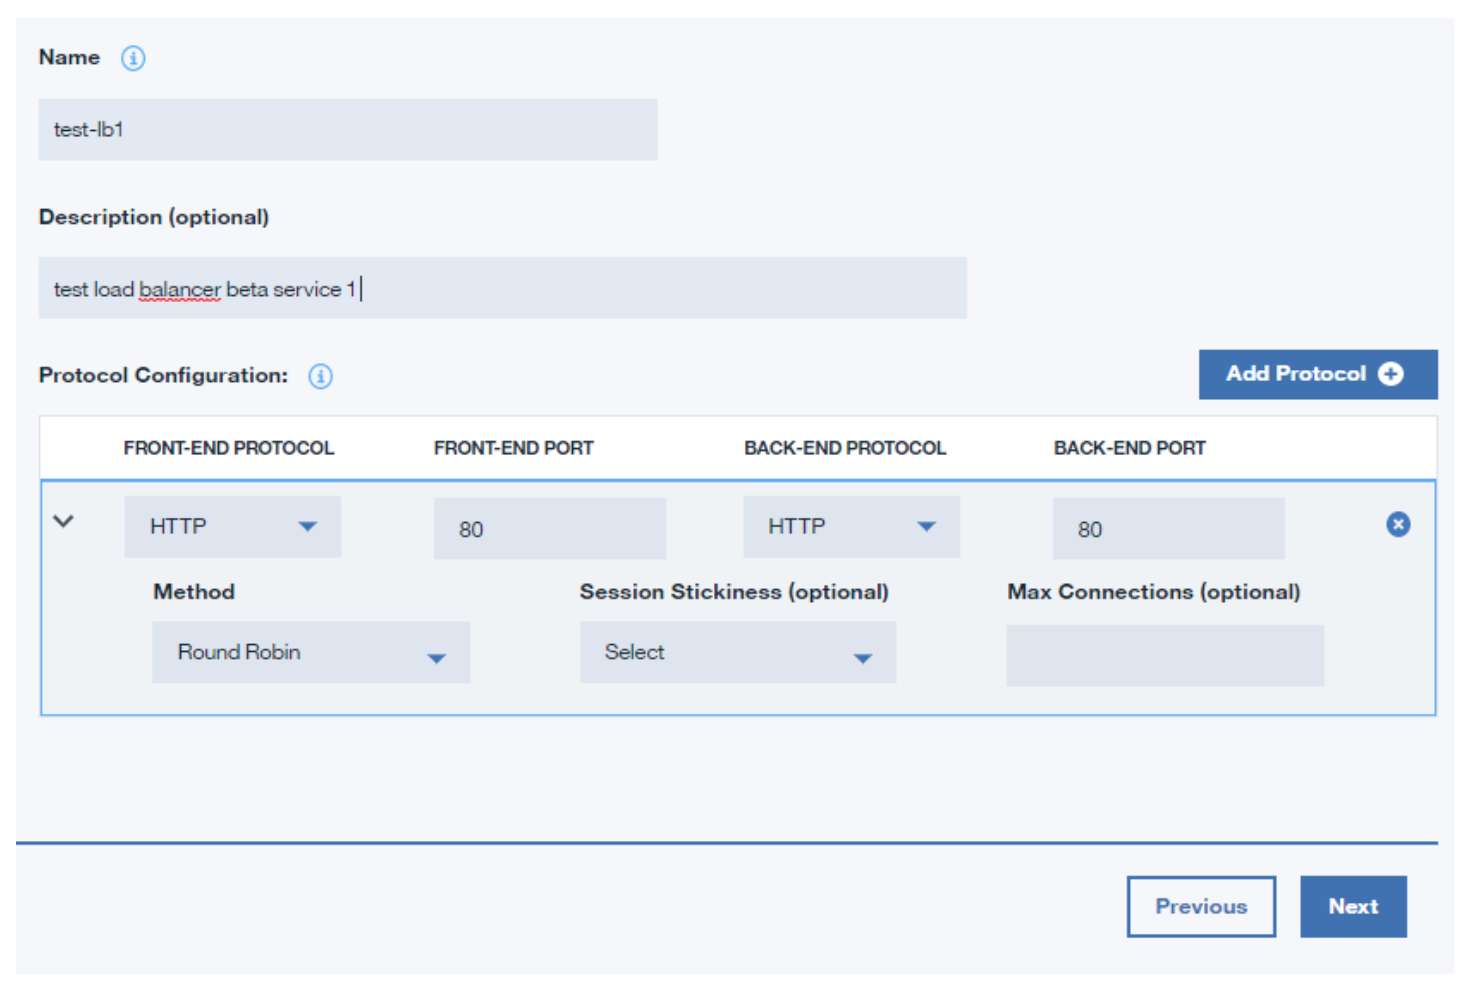 Name
test-lb1
Description (optional)
test load balancer beta service 1
Protocol Configuration:
Add Protocol
FRONT-END PROTOCOL FRONT-END PORT BACK-END PROTOCOL BACK-END PORT
HTTP 80 HTTP 80
Method Session Stickiness (optional) Max Connections (optional)
Round Robin Select
Previous Next